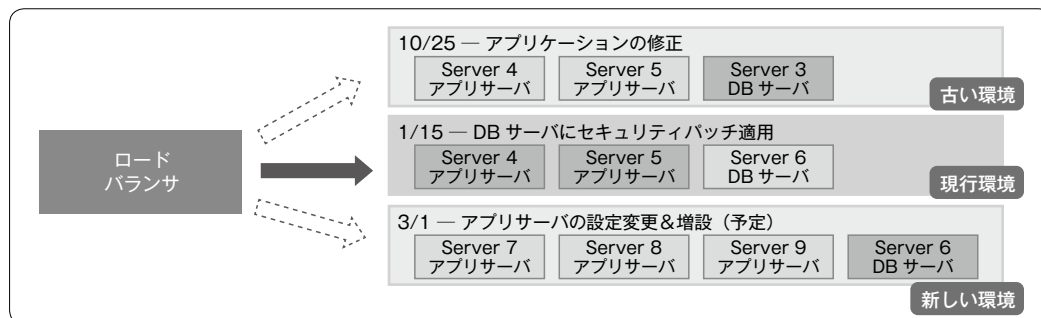 10/25 ― アプリケーションの修正
Server 4
アプリサーバ
Server 5
アプリサーバ
Server 3
DB サーバ
古い環境
ロード
バランサ
1/15 ― DB サーバにセキュリティパッチ適用
Server 4
アプリサーバ
Server 5
アプリサーバ
Server 6
DB サーバ
現行環境
3/1 ― アプリサーバの設定変更＆増設（予定）
Server 7
アプリサーバ
Server 8
アプリサーバ
Server 9
アプリサーバ
Server 6
DB サーバ
新しい環境